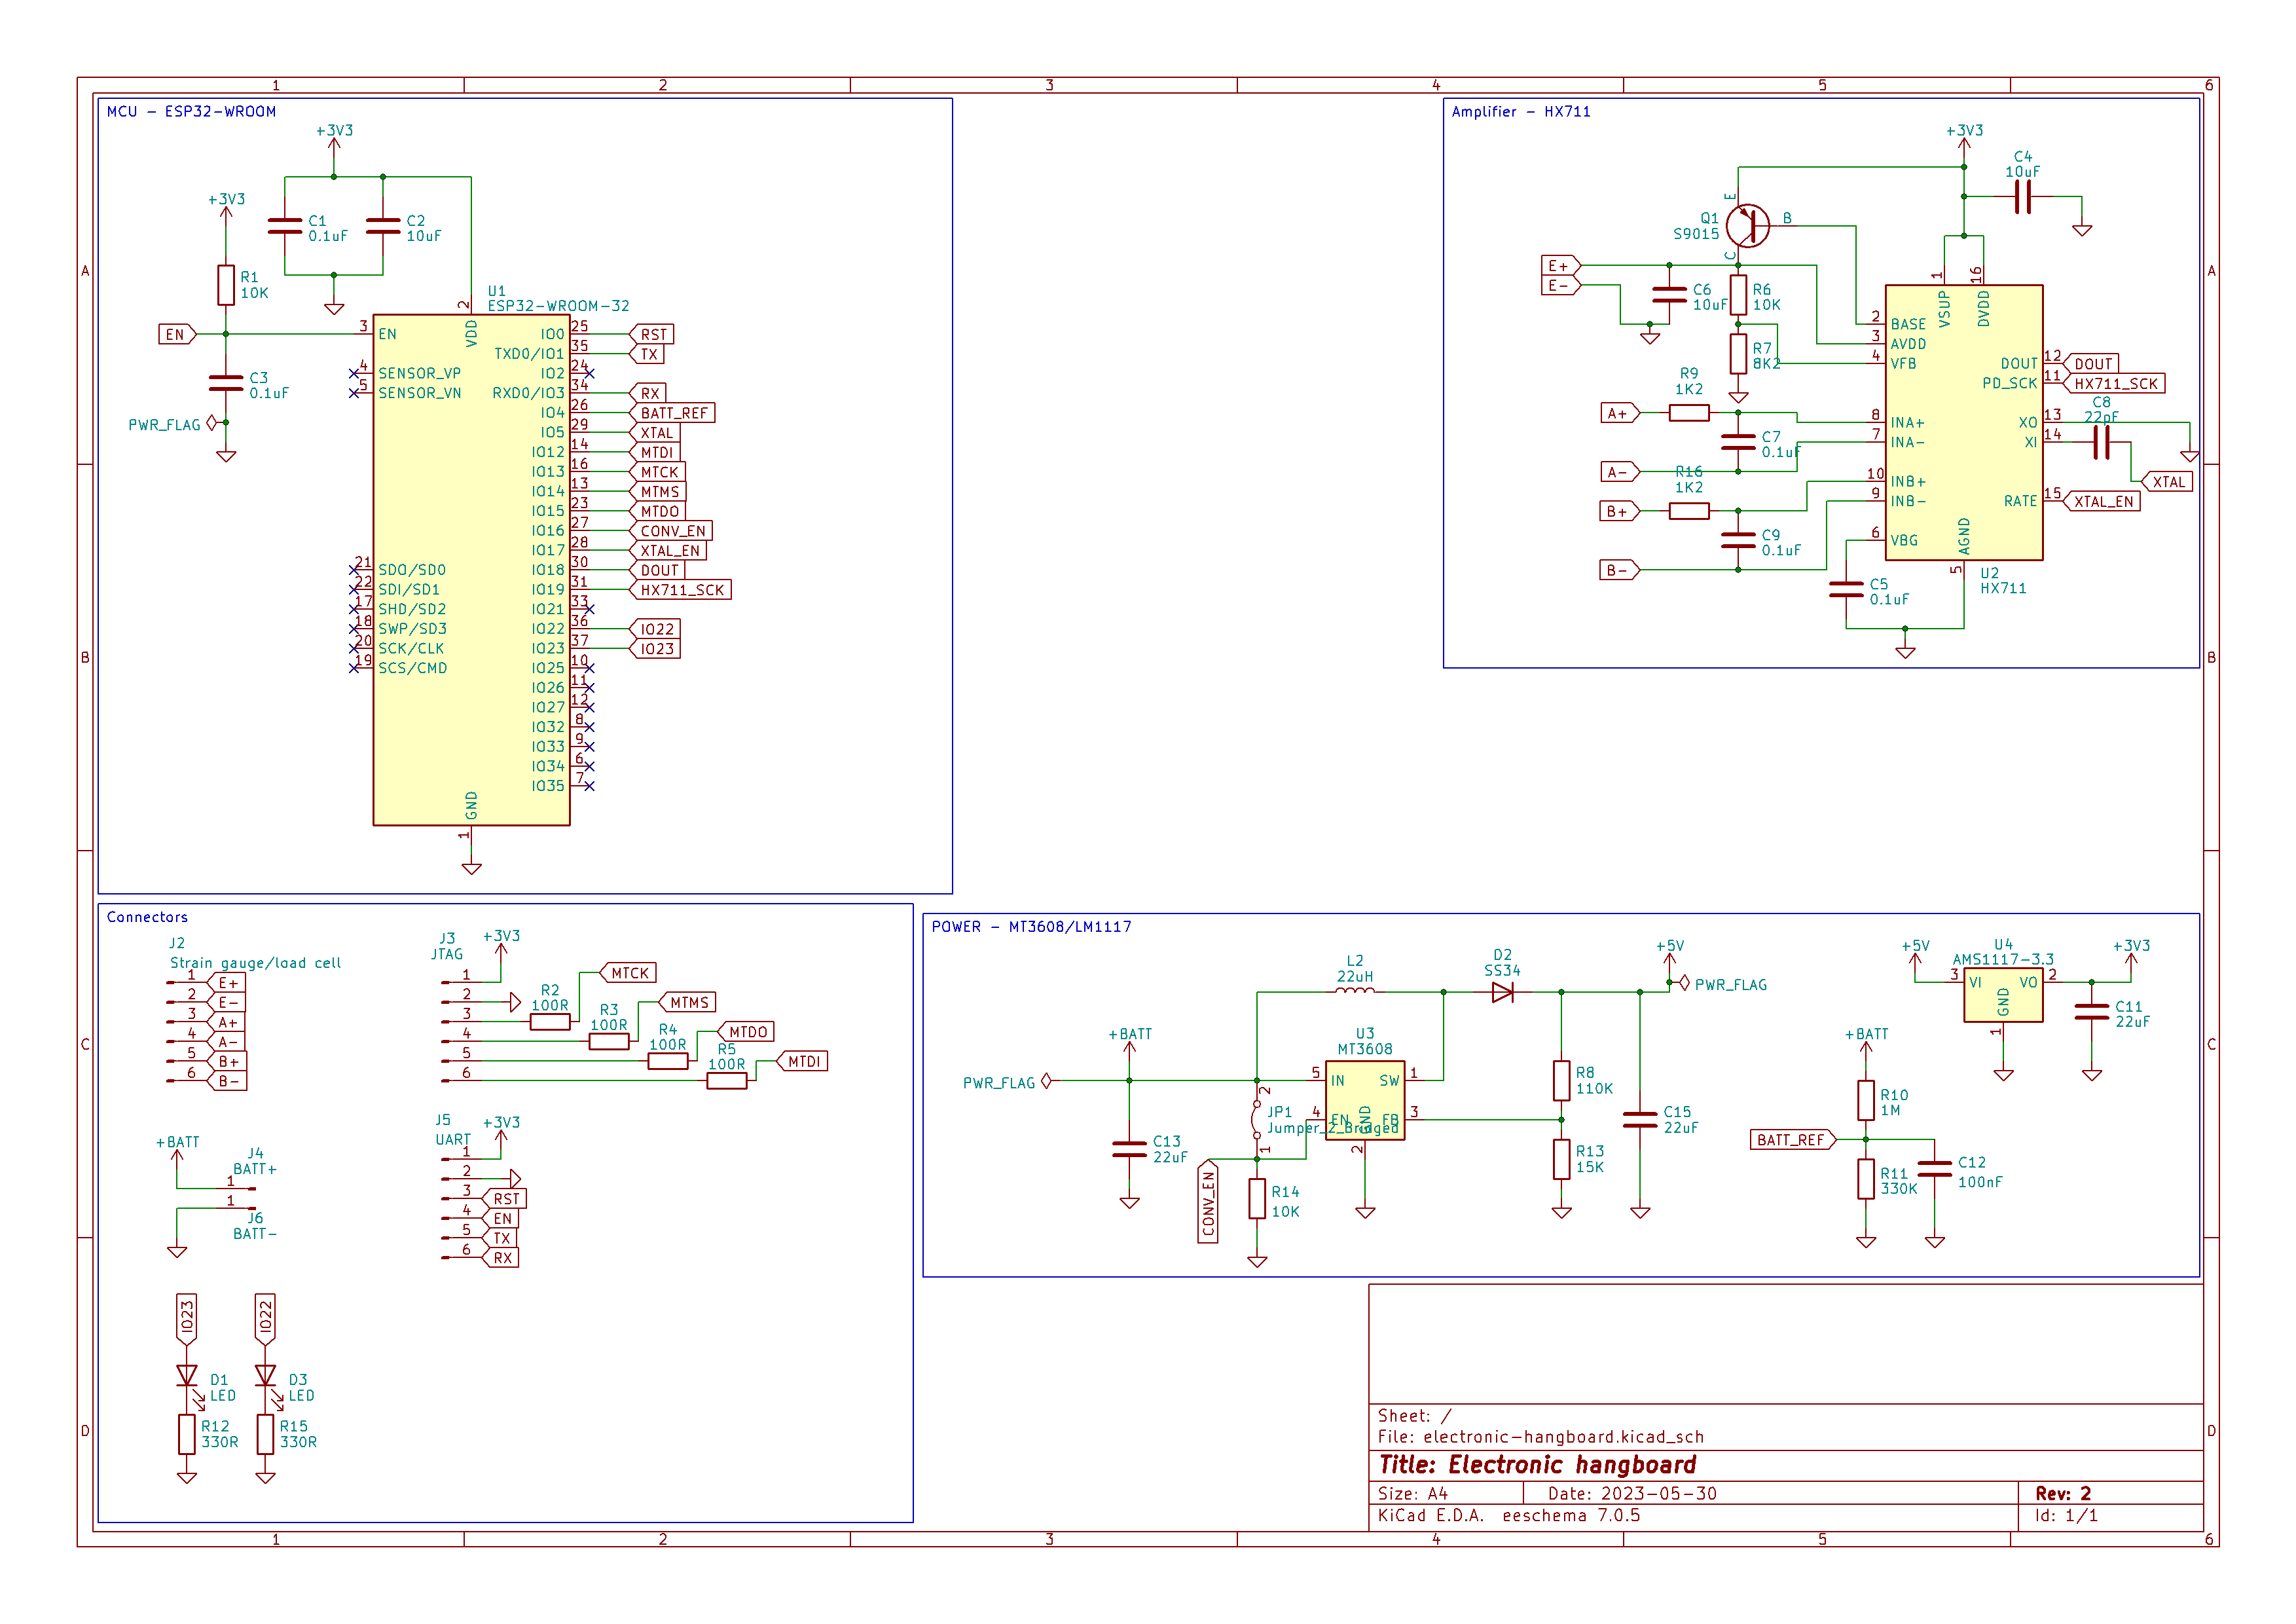 1 2 3 4 5 6
A
B
C
D
A
B
C
D
MCU - ESP32-WROOM
+3V3
+3V3
C1
0.1uF
C2
10uF
R1
10K
EN
C3
0.1uF
PWR_FLAG
U1
ESP32-WROOM-32
2
VDD
3 EN
4 SENSOR_VP
5 SENSOR_VN
21 SDO/SD0
22 SDI/SD1
17 SHD/SD2
18 SWP/SD3
20 SCK/CLK
19 SCS/CMD
IO0 25 RST
TXD0/IO1 35 TX
IO2 24
RXD0/IO3 34 RX
IO4 26 BATT_REF
IO5 29 XTAL
IO12 14 MTDI
IO13 16 MTCK
IO14 13 MTMS
IO15 23 MTDO
IO16 27 CONV_EN
IO17 28 XTAL_EN
IO18 30 DOUT
IO19 31 HX711_SCK
IO21 33
IO22 36 IO22
IO23 37 IO23
IO25 10
IO26 11
IO27 12
IO32 8
IO33 9
IO34 6
IO35 7
GND
1
Amplifier - HX711
+3V3
C4
10uF
E
Q1
S9015
B
C
E+
E-
C6
10uF
R6
10K
R7
8K2
R9
1K2
A+
C7
0.1uF
A-
R16
1K2
B+
C9
0.1uF
B-
1 VSUP
16 DVDD
2 BASE
3 AVDD
4 VFB
8 INA+
7 INA-
10 INB+
9 INB-
6 VBG
5 AGND
DOUT 12 DOUT
PD_SCK 11 HX711_SCK
C8
22pF
XO 13
XI 14
XTAL
RATE 15 XTAL_EN
U2
HX711
C5
0.1uF
Connectors
J2
Strain gauge/load cell
1 E+
2 E-
3 A+
4 A-
5 B+
6 B-
J3
JTAG
+3V3
1
2
3
4
5
6
R2
100R
MTCK
R3
100R
MTMS
R4
100R
MTDO
R5
100R
MTDI
+BATT
J4
BATT+
1
1
J6
BATT-
J5
UART
+3V3
1
2
3 RST
4 EN
5 TX
6 RX
IO23
IO22
D1
LED
D3
LED
R12
330R
R15
330R
POWER - MT3608/LM1117
L2
22uH
D2
SS34
+5V
PWR_FLAG
+BATT
PWR_FLAG
U3
MT3608
5 IN
SW 1
4 EN
GND
FB 3
2
2
JP1
Jumper_2_Bridged
1
C13
22uF
CONV_EN
R14
10K
R8
110K
R13
15K
C15
22uF
+5V
U4
AMS1117-3.3
3 VI
VO 2
GND
1
+3V3
C11
22uF
+BATT
R10
1M
BATT_REF
R11
330K
C12
100nF
Sheet: /
File: electronic-hangboard.kicad_sch
Title: Electronic hangboard
Size: A4 Date: 2023-05-30 Rev: 2
KiCad E.D.A. eeschema 7.0.5 Id: 1/1
1 2 3 4 5 6